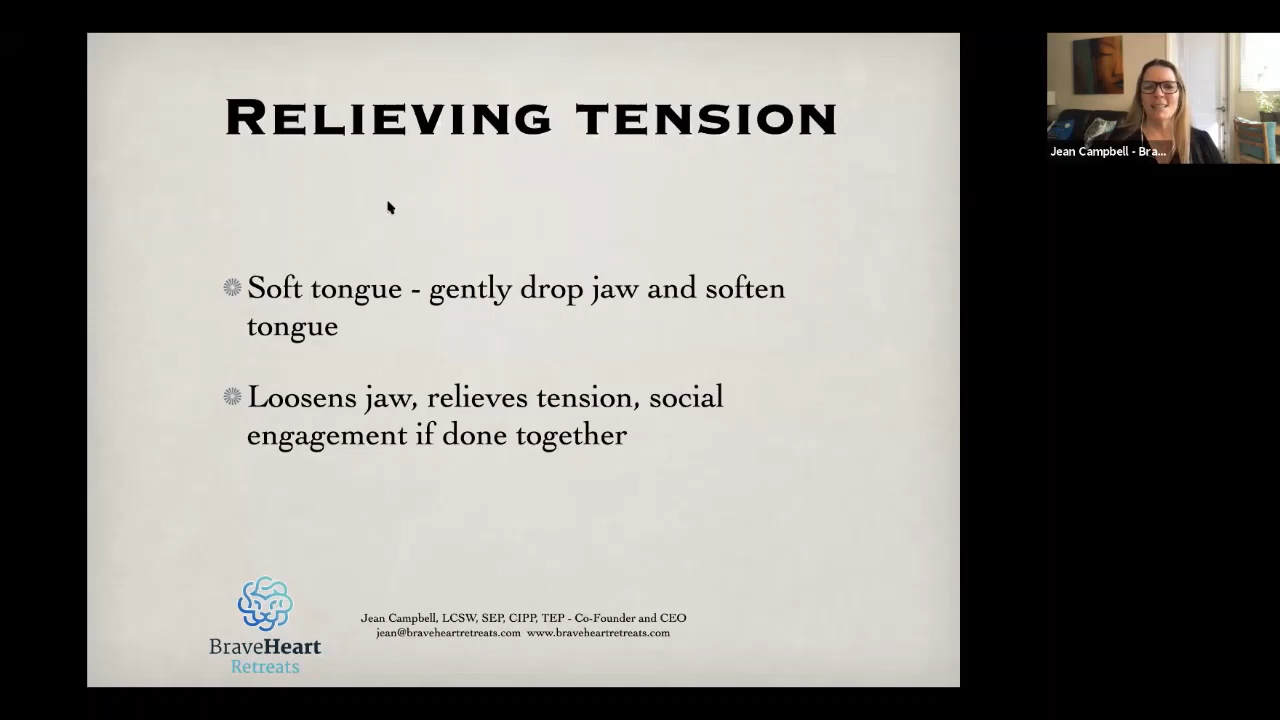 RELIEVING TENSION
Soft tongue - gently drop jaw and soften
tongue
Loosens jaw, relieves tension, social
engagement if done together
Jean Campbell, LCSW, SEP, CIPP, TEP - Co-Founder and CEO
jean@braveheartretreats.com www.braveheartretreats.com
BraveHeart
Retreats
Jean Campbell - Bra...